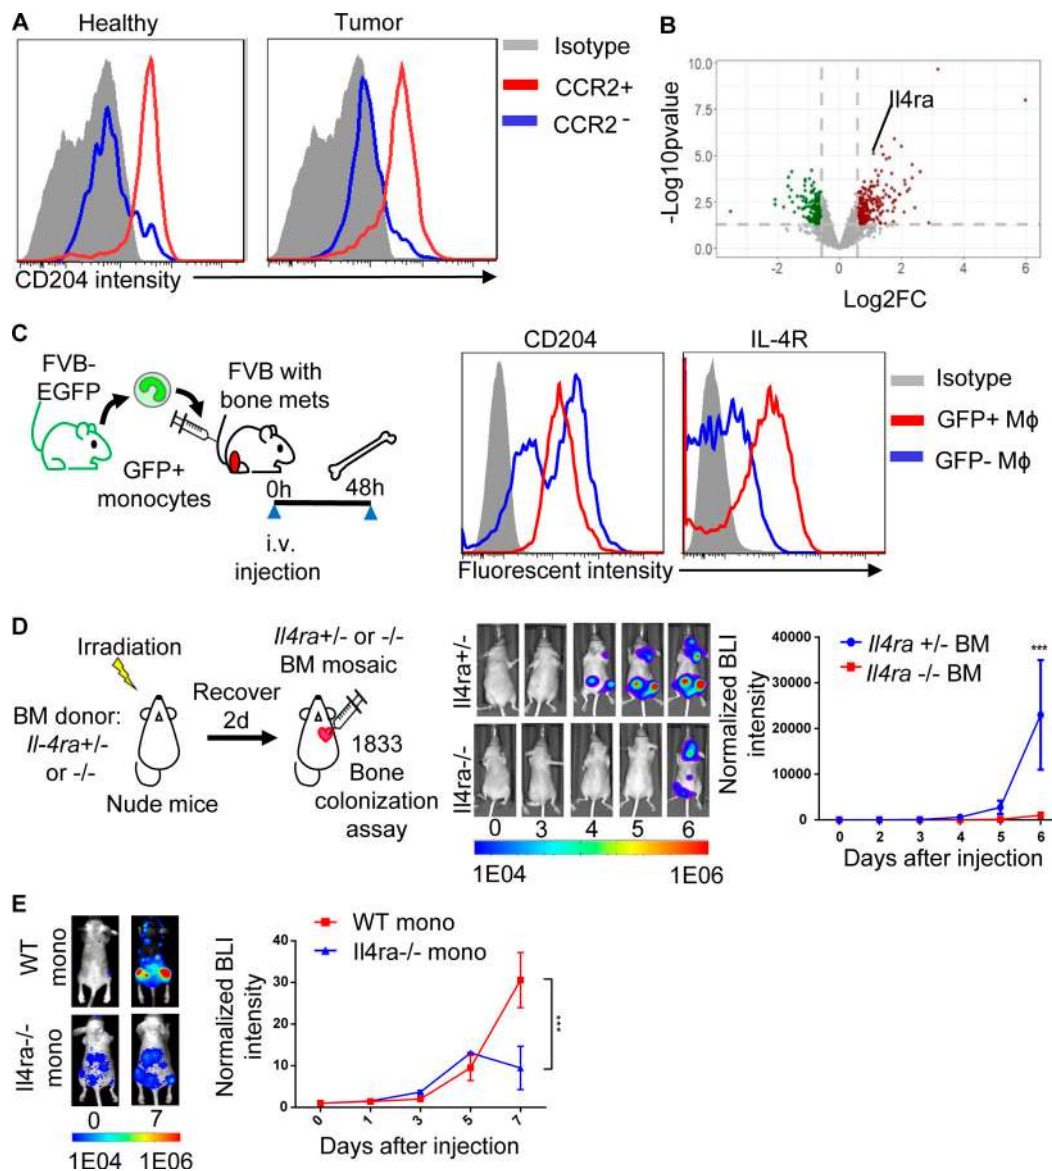 A
Healthy
Tumor
Isotype
CCR2+
CCR2-
CD204 intensity
B
10.0
7.5
5.0
2.5
0.0
-Log10pvalue
Il4ra
-2
0
2
4
6
Log2FC
C
FVB-
EGFP
FVB with
bone mets
GFP+
monocytes
0h
48h
i.v.
injection
CD204
IL-4R
Isotype
GFP+ Mϕ
GFP- Mϕ
Fluorescent intensity
D
Irradiation
BM donor:
Il-4ra+/-
or -/-
Nude mice
Recover
2d
Il4ra+/- or -/-
BM mosaic
1833
Bone
colonization
assay
Il4ra+/-
Il4ra-/-
0
3
4
5
6
1E04
1E06
Normalized BLI
intensity
40000
30000
20000
10000
0
Il4ra +/- BM
Il4ra -/- BM
***
0
2
3
4
5
6
Days after injection
E
WT
mono
Il4ra-/-
mono
0
7
1E04
1E06
Normalized BLI
intensity
40
30
20
10
0
WT mono
Il4ra-/- mono
***
0
1
3
5
7
Days after injection